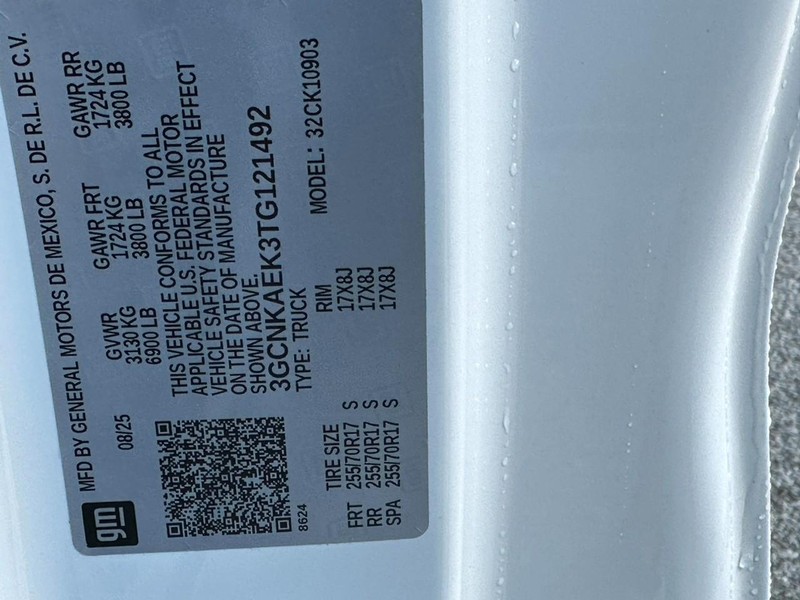 gm
MFD BY GENERAL MOTORS DE MEXICO, S. DE R.L. DE C.V.
08/25
GVWR GAWR FRT GAWR RR
3130 KG 1724 KG 1724 KG
6900 LB 3800 LB 3800 LB
THIS VEHICLE CONFORMS TO ALL
APPLICABLE U.S. FEDERAL MOTOR
VEHICLE SAFETY STANDARDS IN EFFECT
ON THE DATE OF MANUFACTURE
SHOWN ABOVE.
3GCNKAEK3TG121492
TYPE: TRUCK MODEL: 32CK10903
8624
TIRE SIZE RIM
FRT 255/70R17 S 17X8J
RR 255/70R17 S 17X8J
SPA 255/70R17 S 17X8J